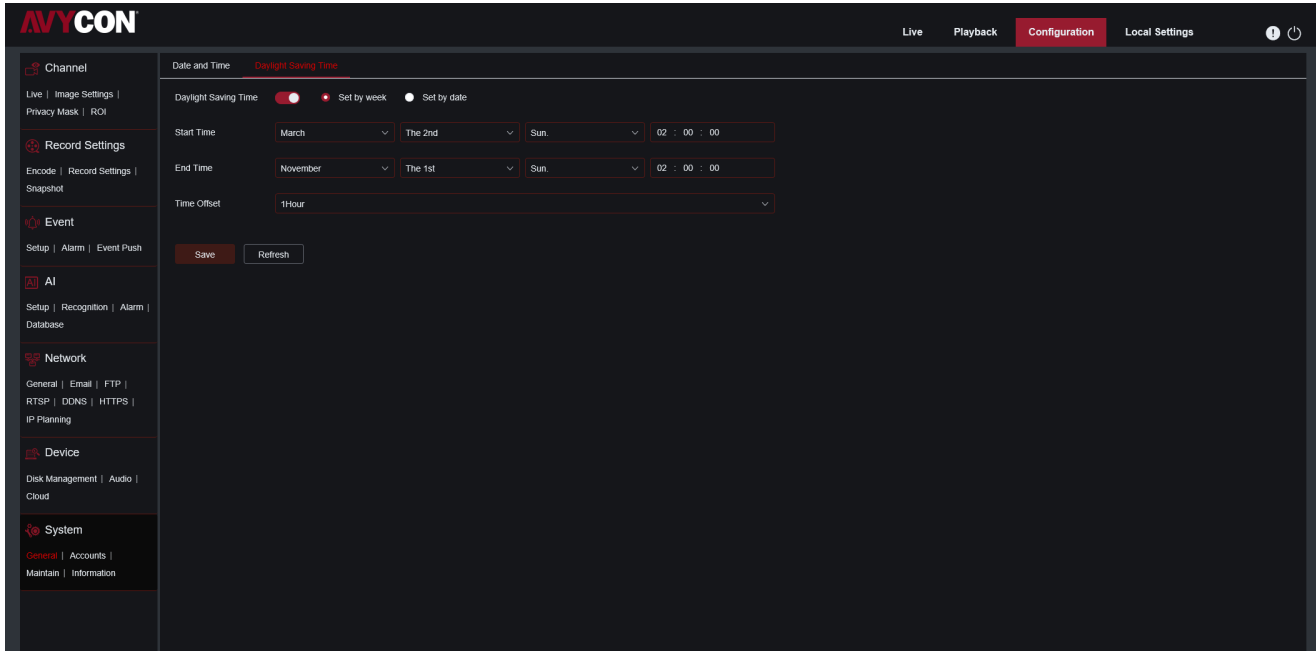 AVYCON
Live Playback Configuration Local Settings
Channel
Live | Image Settings |
Privacy Mask | ROI
Record Settings
Encode | Record Settings |
Snapshot
Event
Setup | Alarm | Event Push
AI AI
Setup | Recognition | Alarm |
Database
Network
General | Email | FTP |
RTSP | DDNS | HTTPS |
IP Planning
Device
Disk Management | Audio |
Cloud
System
General | Accounts |
Maintain | Information
Date and Time Daylight Saving Time
Daylight Saving Time Set by week Set by date
Start Time March The 2nd Sun. 02 : 00 : 00
End Time November The 1st Sun. 02 : 00 : 00
Time Offset 1Hour
Save Refresh